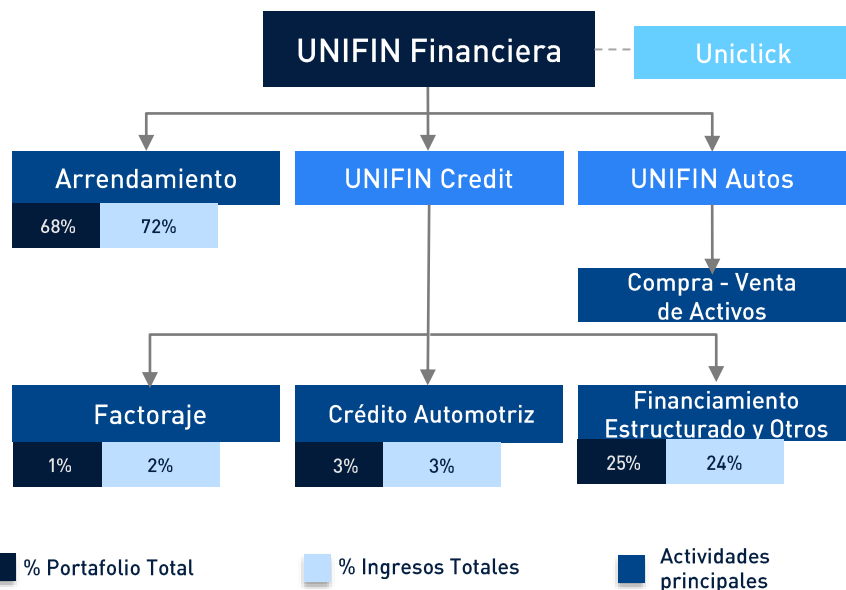 UNIFIN Financiera
Uniclick
Arrendamiento
68%
72%
UNIFIN Credit
UNIFIN Autos
Compra - Venta
de Activos
Factoraje
1%
2%
Crédito Automotriz
3%
3%
Financiamiento
Estructurado y Otros
25%
24%
% Portafolio Total
% Ingresos Totales
Actividades
principales